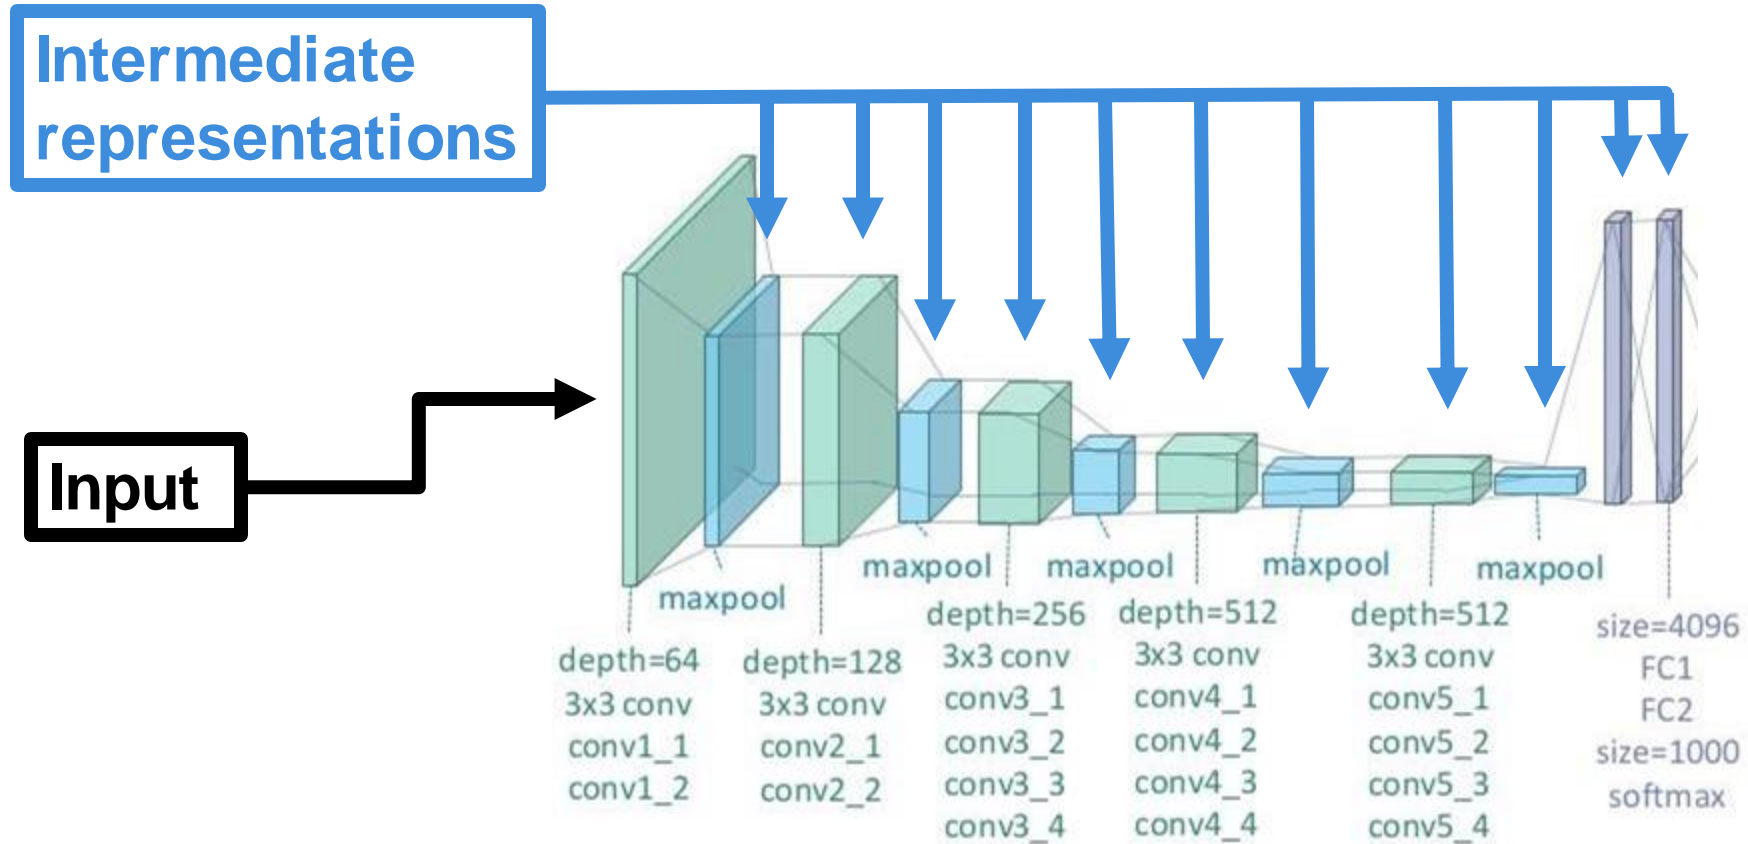 Intermediate
representations
Input
maxpool
maxpool
maxpool
maxpool
maxpool
depth=64
3x3 conv
conv1_1
conv1_2
depth=128
3x3 conv
conv2_1
conv2_2
depth=256
3x3 conv
conv3_1
conv3_2
conv3_3
conv3_4
depth=512
3x3 conv
conv4_1
conv4_2
conv4_3
conv4_4
depth=512
3x3 conv
conv5_1
conv5_2
conv5_3
conv5_4
size=4096
FC1
FC2
size=1000
softmax